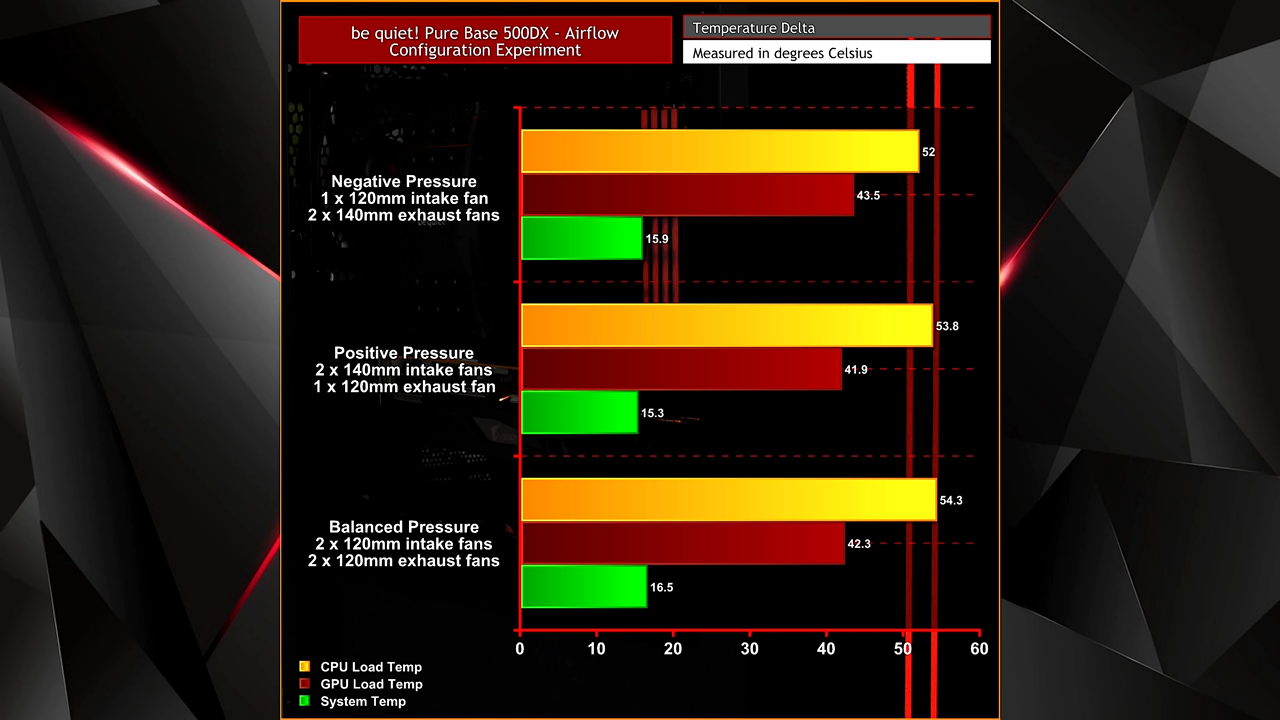 be quiet! Pure Base 500DX - Airflow
Configuration Experiment
Temperature Delta
Measured in degrees Celsius
Negative Pressure
1 x 120mm intake fan
2 x 140mm exhaust fans
52
43.5
15.9
Positive Pressure
2 x 140mm intake fans
1 x 120mm exhaust fan
53.8
41.9
15.3
Balanced Pressure
2 x 120mm intake fans
2 x 120mm exhaust fans
54.3
42.3
16.5
0 10 20 30 40 50 60
CPU Load Temp
GPU Load Temp
System Temp